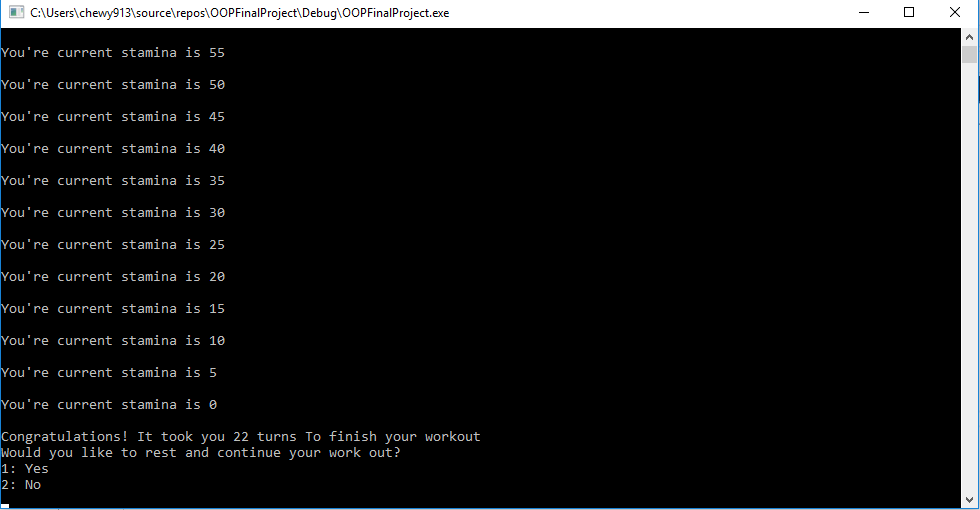 C:\Users\chewy913\source\repos\OOPFinalProject\Debug\OOPFinalProject.exe
You're current stamina is 55
You're current stamina is 50
You're current stamina is 45
You're current stamina is 40
You're current stamina is 35
You're current stamina is 30
You're current stamina is 25
You're current stamina is 20
You're current stamina is 15
You're current stamina is 10
You're current stamina is 5
You're current stamina is 0
Congratulations! It took you 22 turns To finish your workout
Would you like to rest and continue your work out?
1: Yes
2: No